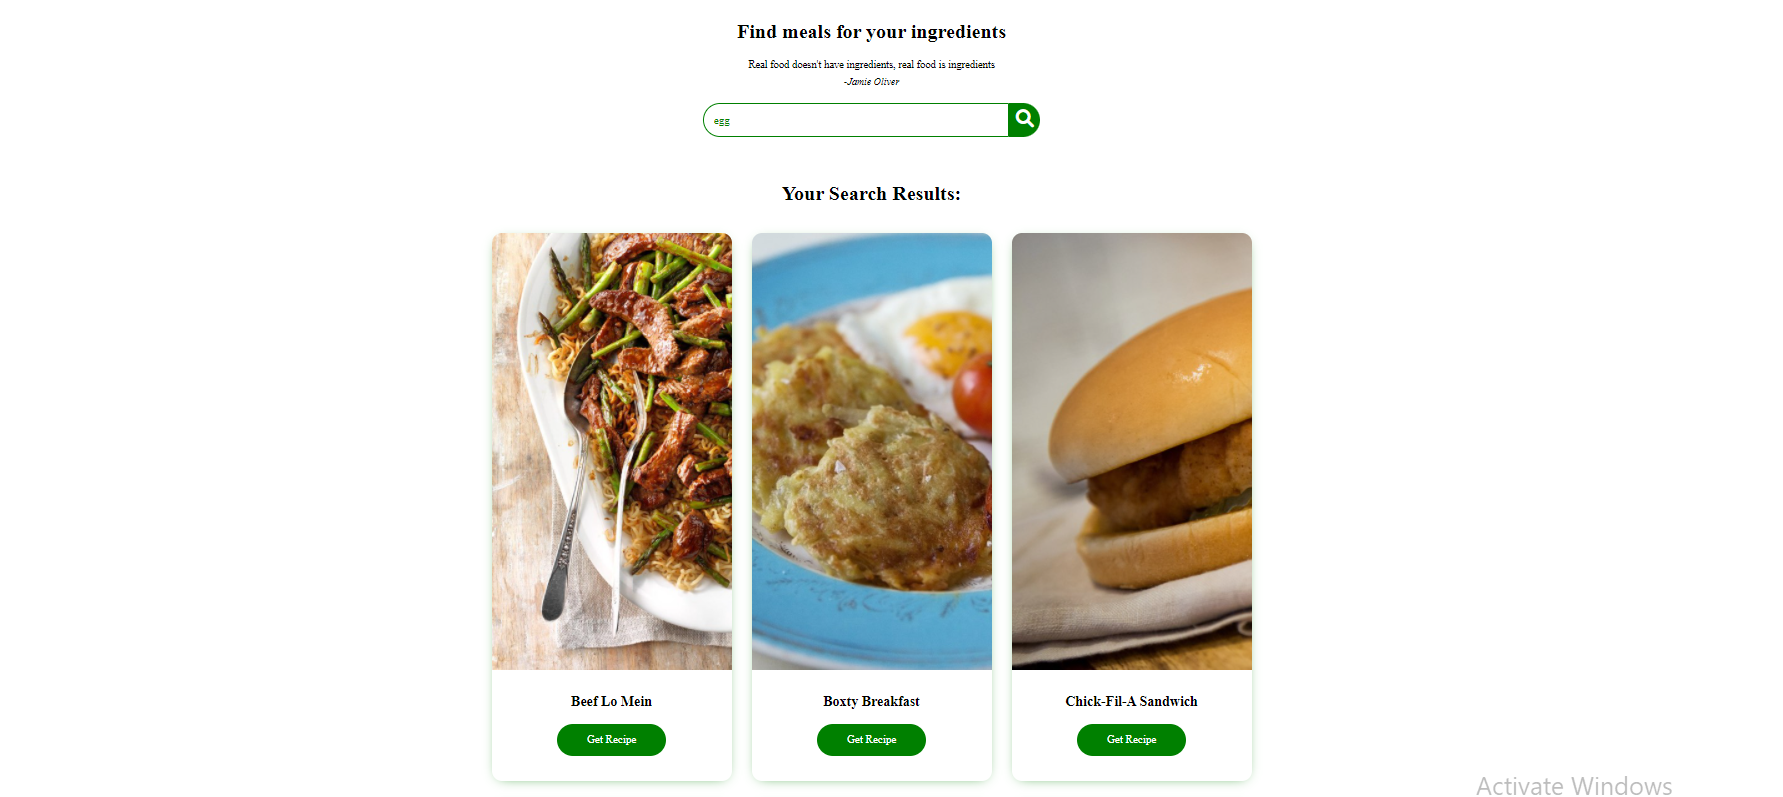 Find meals for your ingredients
Real food doesn't have ingredients, real food is ingredients
-Jamie Oliver
egg
Your Search Results:
Beef Lo Mein
Boxty Breakfast
Chick-Fil-A Sandwich
Get Recipe
Get Recipe
Get Recipe
Activate Windows